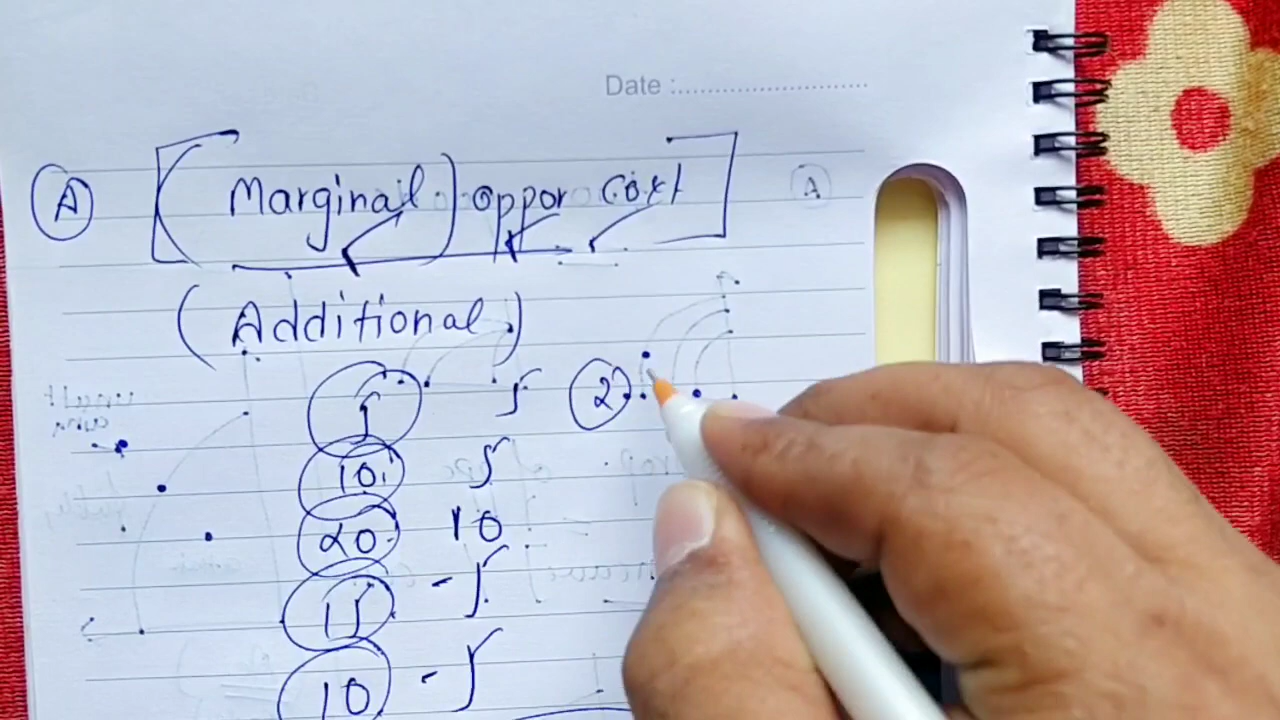 Date :
A (Marginal) oppor cost
(Additional)
5 5 2
10 5
20 10
15 - 5
10 - 5